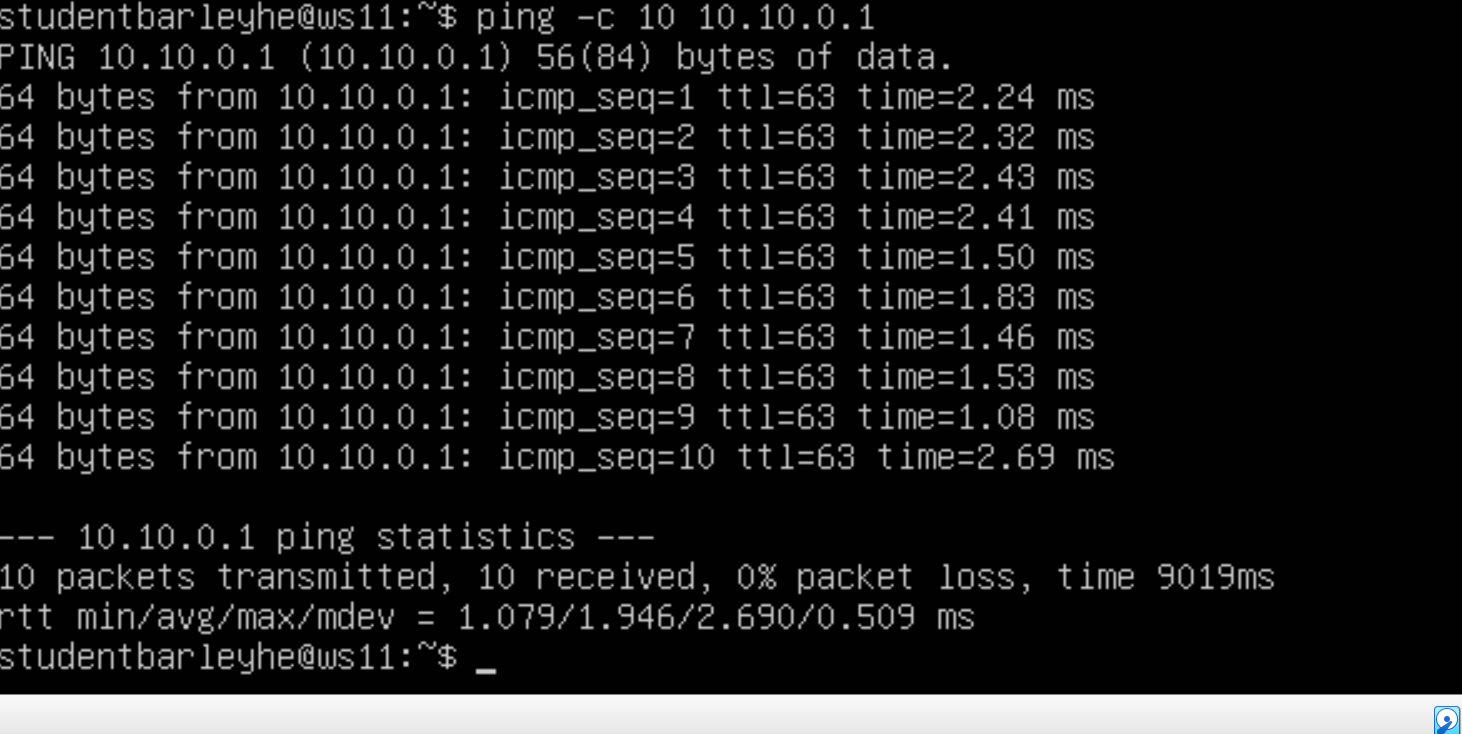 studentbarleyhe@ws11:~$ ping -c 10 10.10.0.1
PING 10.10.0.1 (10.10.0.1) 56(84) bytes of data.
64 bytes from 10.10.0.1: icmp_seq=1 ttl=63 time=2.24 ms
64 bytes from 10.10.0.1: icmp_seq=2 ttl=63 time=2.32 ms
64 bytes from 10.10.0.1: icmp_seq=3 ttl=63 time=2.43 ms
64 bytes from 10.10.0.1: icmp_seq=4 ttl=63 time=2.41 ms
64 bytes from 10.10.0.1: icmp_seq=5 ttl=63 time=1.50 ms
64 bytes from 10.10.0.1: icmp_seq=6 ttl=63 time=1.83 ms
64 bytes from 10.10.0.1: icmp_seq=7 ttl=63 time=1.46 ms
64 bytes from 10.10.0.1: icmp_seq=8 ttl=63 time=1.53 ms
64 bytes from 10.10.0.1: icmp_seq=9 ttl=63 time=1.08 ms
64 bytes from 10.10.0.1: icmp_seq=10 ttl=63 time=2.69 ms
--- 10.10.0.1 ping statistics ---
10 packets transmitted, 10 received, 0% packet loss, time 9019ms
rtt min/avg/max/mdev = 1.079/1.946/2.690/0.509 ms
studentbarleyhe@ws11:~$ _